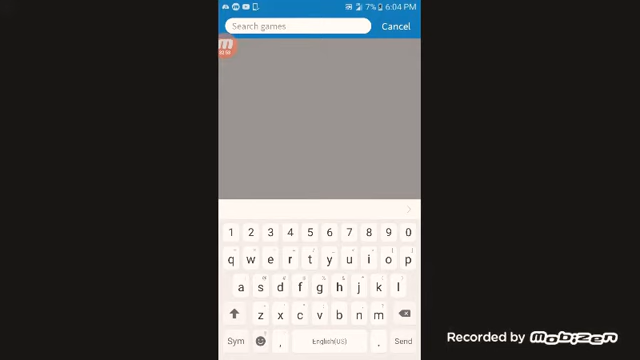 7% 6:04 PM
Search games Cancel
1 2 3 4 5 6 7 8 9 0
q w e r t y u i o p
a s d f g h j k l
z x c v b n m
Sym , English(US) . Send
Recorded by mobizen